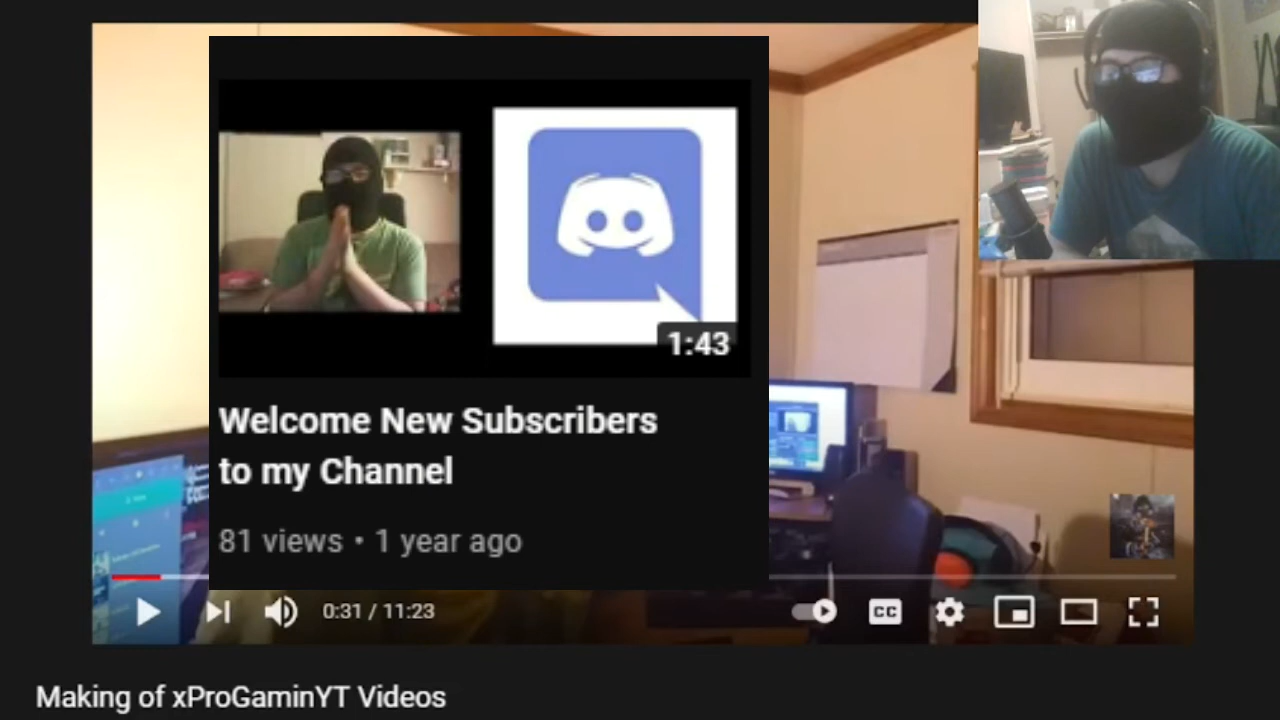 1:43
Welcome New Subscribers
to my Channel
81 views • 1 year ago
0:31 / 11:23
CC
Making of xProGaminYT Videos